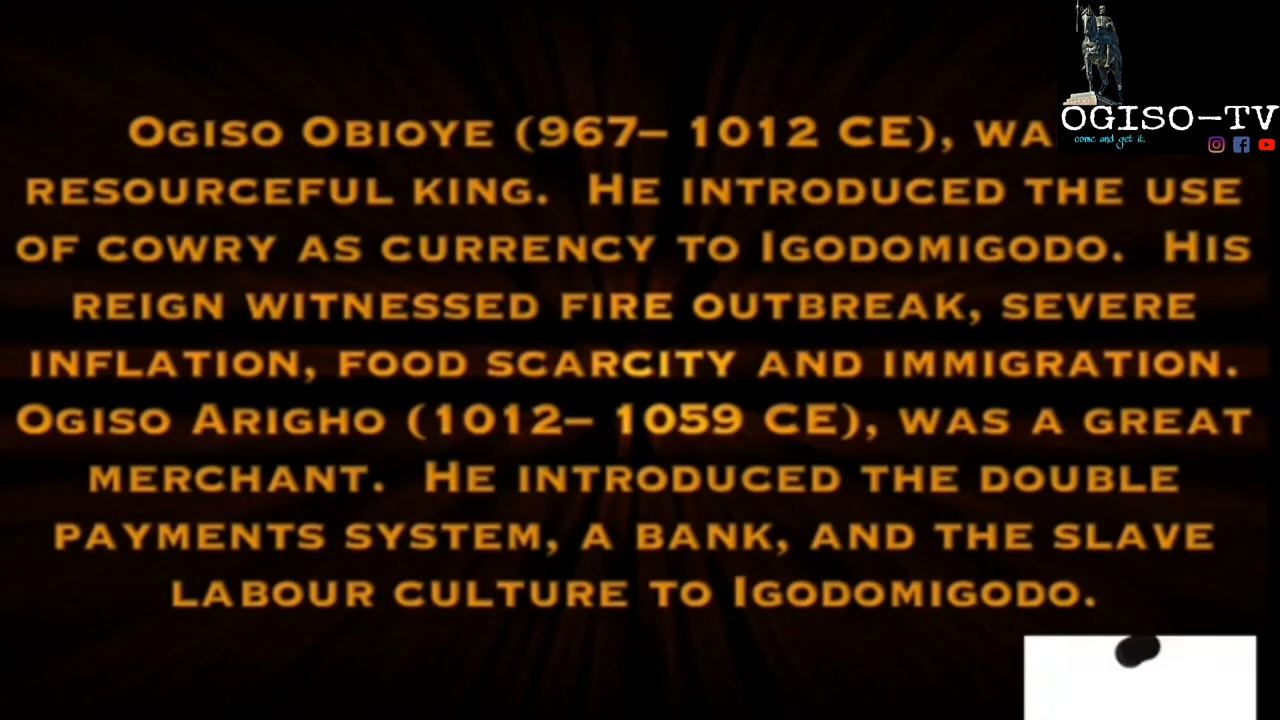 Ogiso Obioye (967– 1012 CE), wa
resourceful king. He introduced the use
of cowry as currency to Igodomigodo. His
reign witnessed fire outbreak, severe
inflation, food scarcity and immigration.
Ogiso Arigho (1012– 1059 CE), was a great
merchant. He introduced the double
payments system, a bank, and the slave
labour culture to Igodomigodo.
OGISO-TV
come and get it.